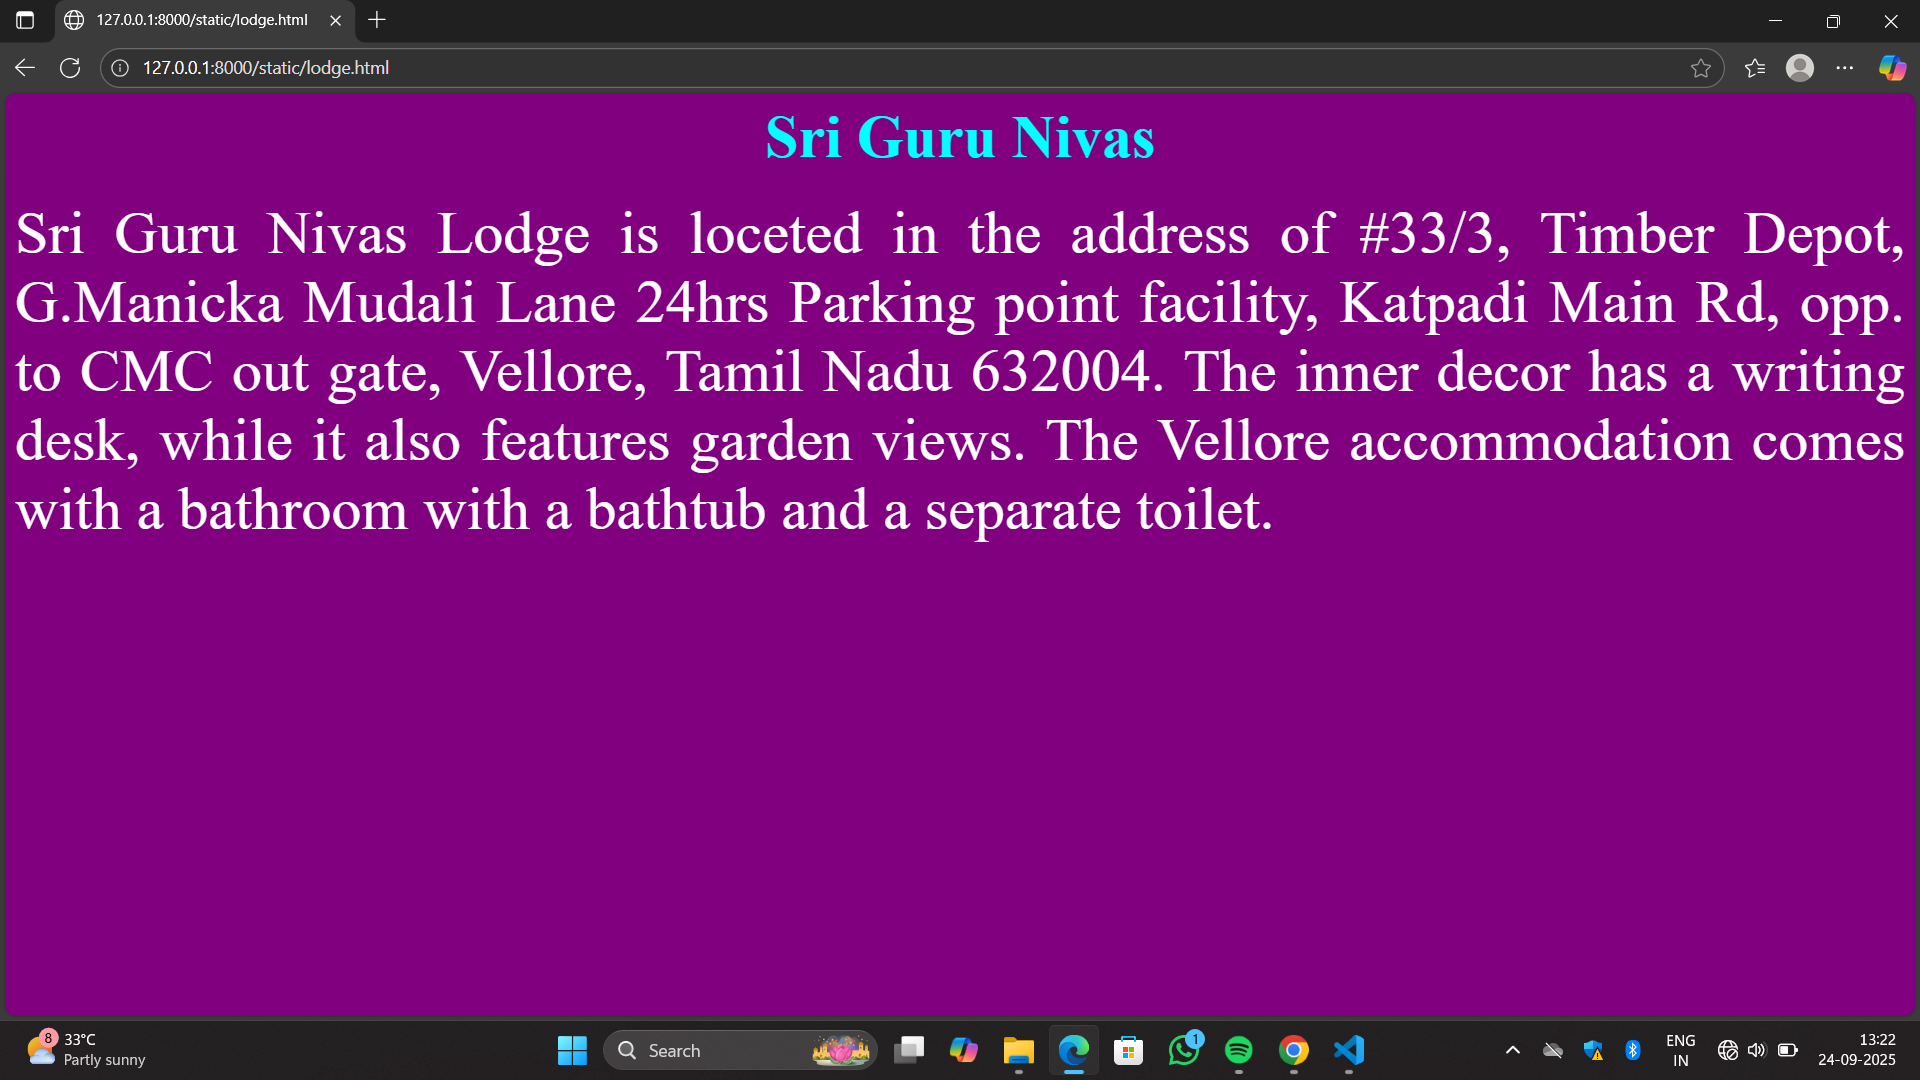 127.0.0.1:8000/static/lodge.html
127.0.0.1:8000/static/lodge.html
Sri Guru Nivas
Sri Guru Nivas Lodge is loceted in the address of #33/3, Timber Depot,
G.Manicka Mudali Lane 24hrs Parking point facility, Katpadi Main Rd, opp.
to CMC out gate, Vellore, Tamil Nadu 632004. The inner decor has a writing
desk, while it also features garden views. The Vellore accommodation comes
with a bathroom with a bathtub and a separate toilet.
8
33°C
Partly sunny
Search
1
ENG
IN
13:22
24-09-2025